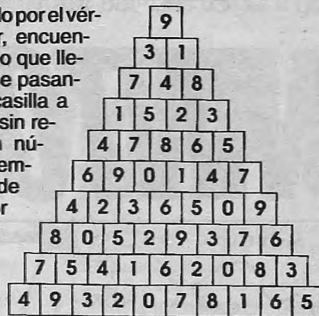 do por el vér-
r, encuen-
o que lle-
e pasan-
casilla a
sin re-
nú-
em-
de
r
9
3 1
7 4 8
1 5 2 3
4 7 8 6 5
6 9 0 1 4 7
4 2 3 6 5 0 9
8 0 5 2 9 3 7 6
7 5 4 1 6 2 0 8 3
4 9 3 2 0 7 8 1 6 5